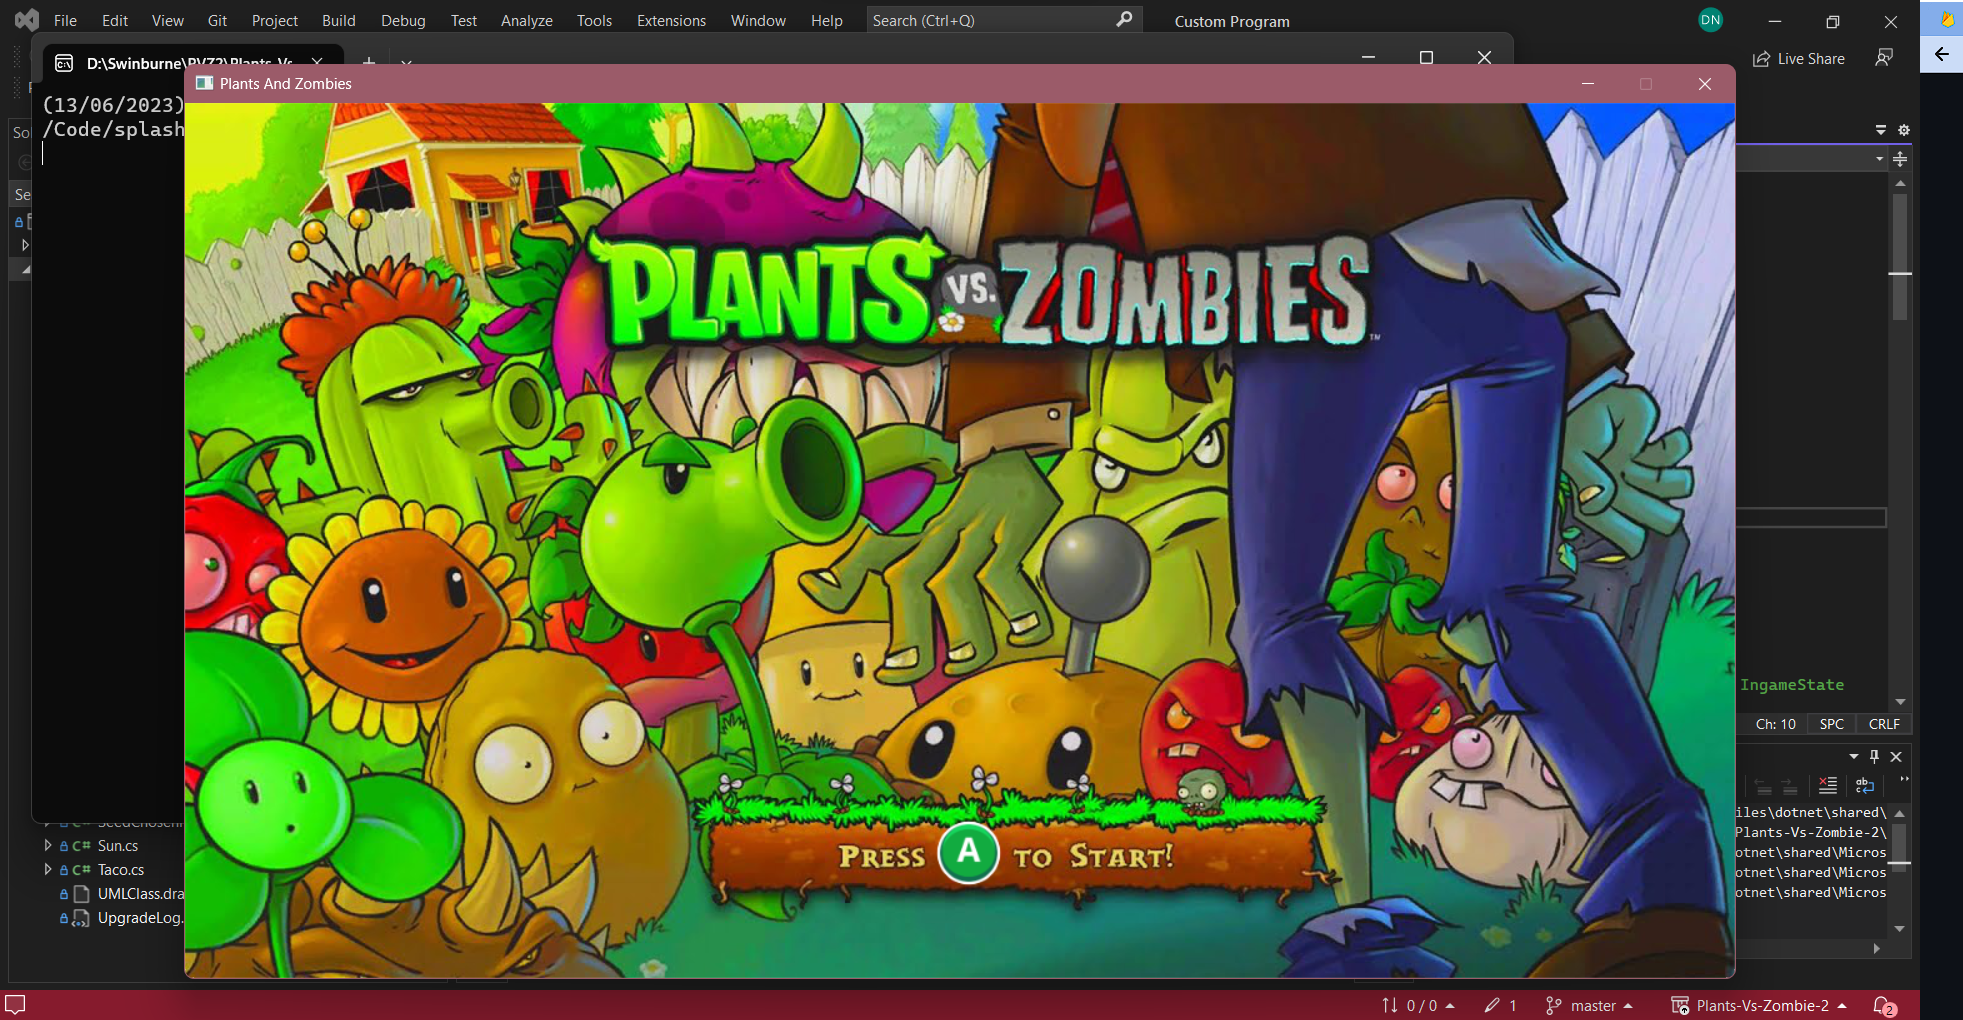 File Edit View Git Project Build Debug Test Analyze Tools Extensions Window Help Search (Ctrl+Q) Custom Program DN
D:\Swinburne\PVZ2\Plants-Vs
Live Share
Plants And Zombies
(13/06/2023)
/Code/splash
So
Se
PLANTS VS. ZOMBIES™
IngameState
Ch: 10 SPC CRLF
iles\dotnet\shared\
Plants-Vs-Zombie-2\
otnet\shared\Micros
otnet\shared\Micros
otnet\shared\Micros
PRESS A TO START!
C# Sun.cs
C# Taco.cs
UMLClass.dra
UpgradeLog.
0 / 0 1 master Plants-Vs-Zombie-2 2